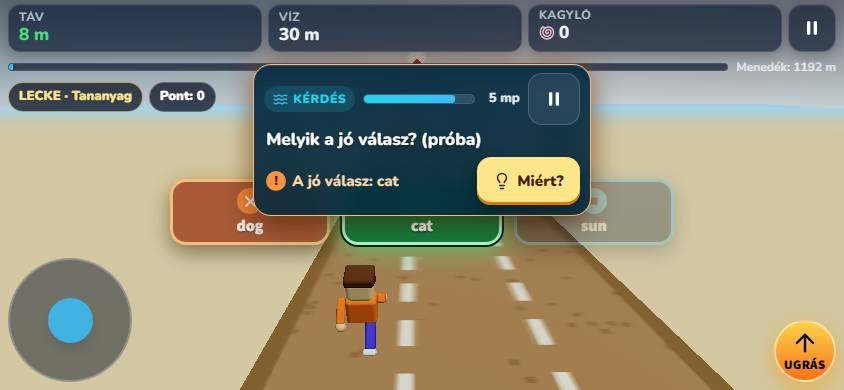 TÁV
8 m
VÍZ
30 m
KAGYLÓ
0
Menedék: 1192 m
LECKE · Tananyag
Pont: 0
KÉRDÉS
5 mp
Melyik a jó válasz? (próba)
! A jó válasz: cat
Miért?
dog
cat
sun
UGRÁS